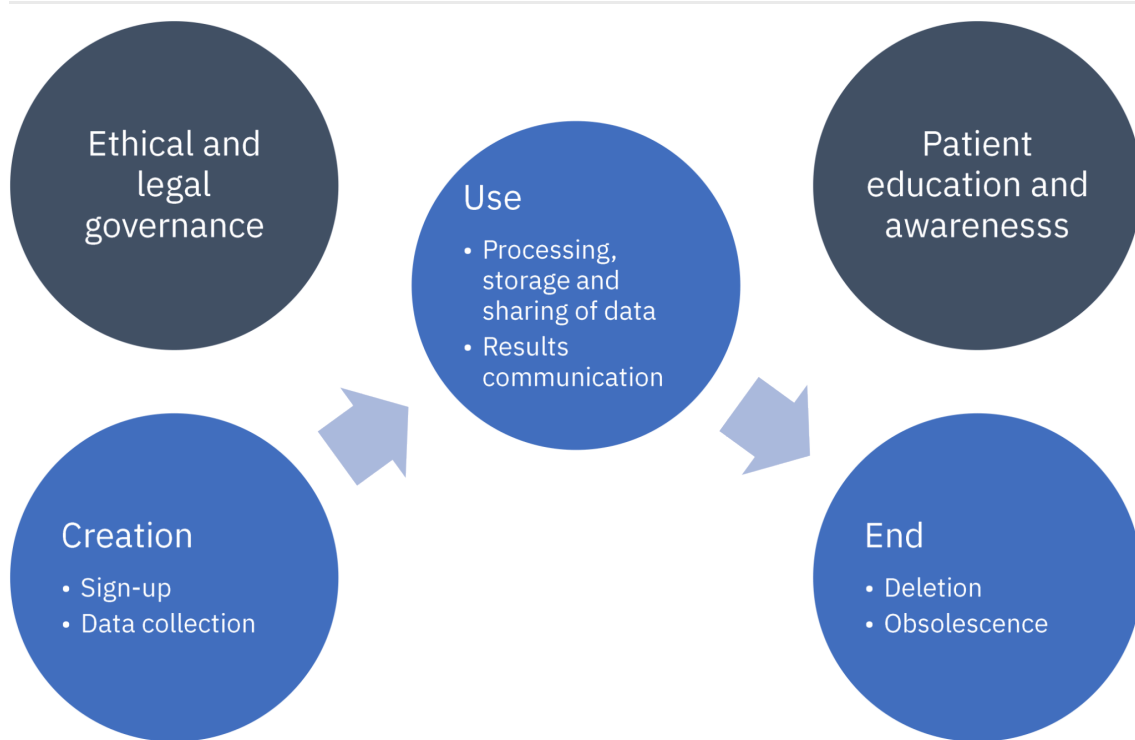 Ethical and
legal
governance
Use
• Processing,
storage and
sharing of data
• Results
communication
Patient
education and
awarenesss
Creation
• Sign-up
• Data collection
End
• Deletion
• Obsolescence